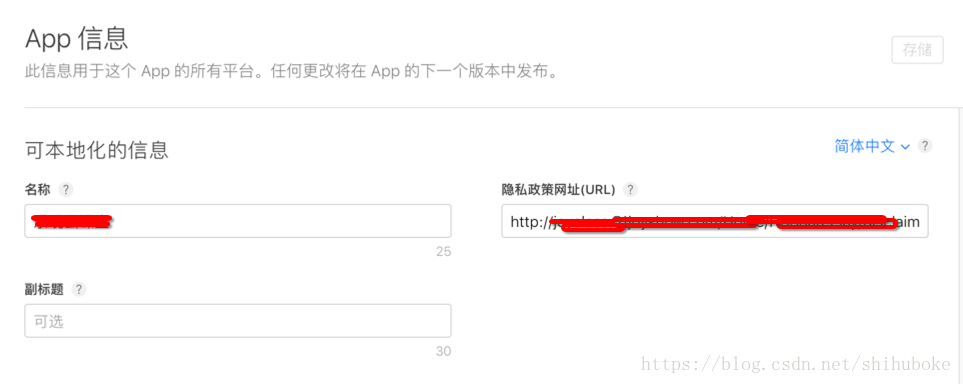 App 信息
存储
此信息用于这个 App 的所有平台。任何更改将在 App 的下一个版本中发布。
可本地化的信息
简体中文 ?
名称 ?
隐私政策网址(URL) ?
http:// aim
25
副标题 ?
可选
30
https://blog.csdn.net/shihuboke